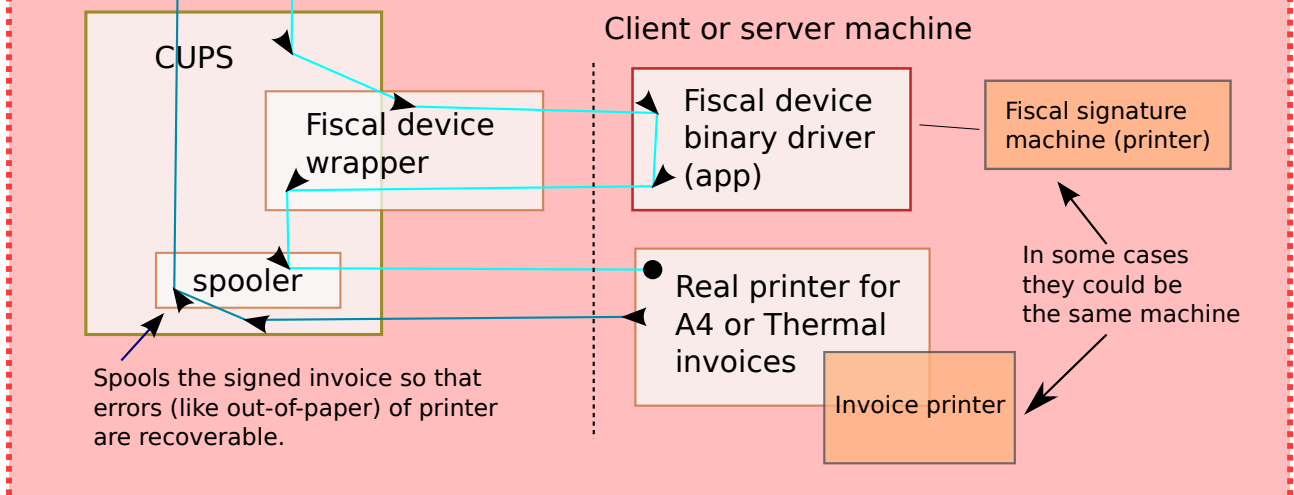 Client or server machine
CUPS
Fiscal device
wrapper
Fiscal device
binary driver
(app)
Fiscal signature
machine (printer)
spooler
Real printer for
A4 or Thermal
invoices
In some cases
they could be
the same machine
Invoice printer
Spools the signed invoice so that
errors (like out-of-paper) of printer
are recoverable.